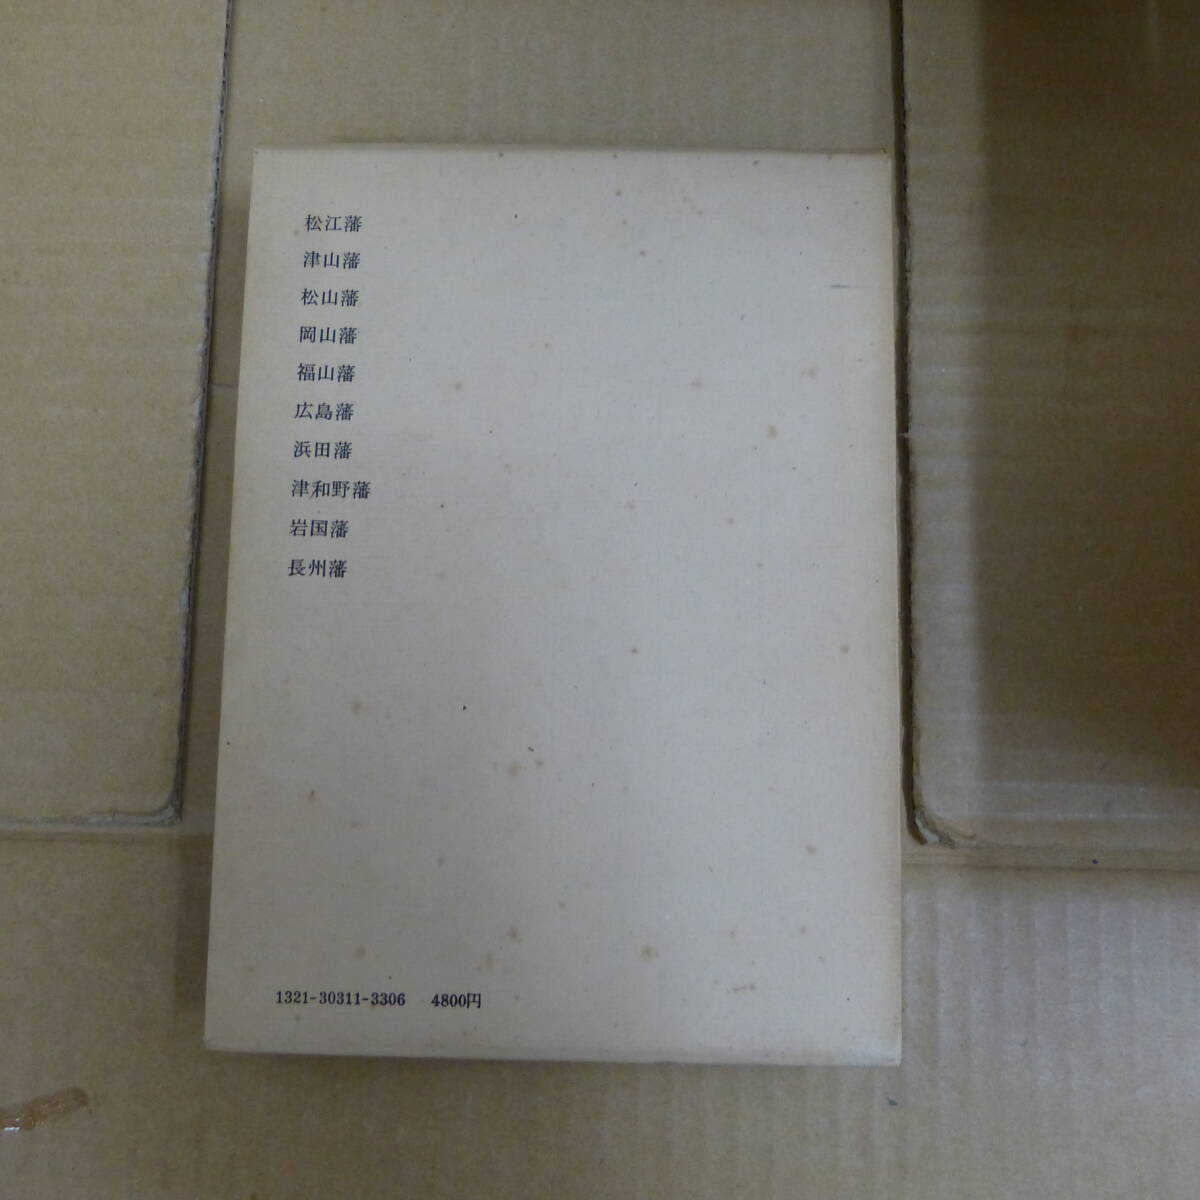 松江藩
津山藩
松山藩
岡山藩
福山藩
広島藩
浜田藩
津和野藩
岩国藩
長州藩
1321-30311-3306 4800円